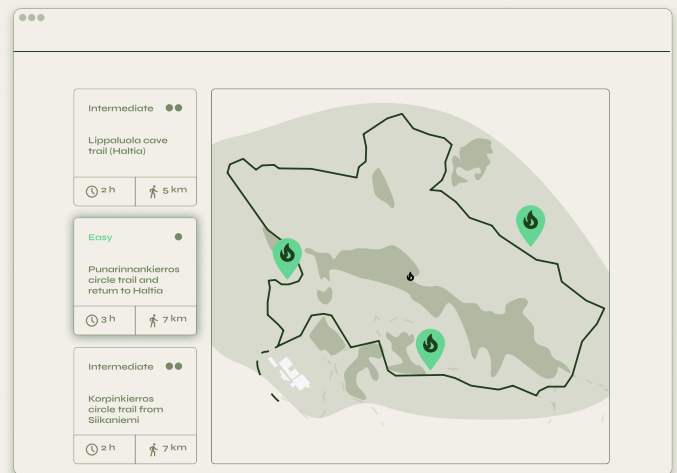 Intermediate
Lippaluola cave
trail (Haltia)
2 h
5 km
Easy
Punarinnankierros
circle trail and
return to Haltia
3 h
7 km
Intermediate
Korpinkierros
circle trail from
Siikaniemi
2 h
7 km